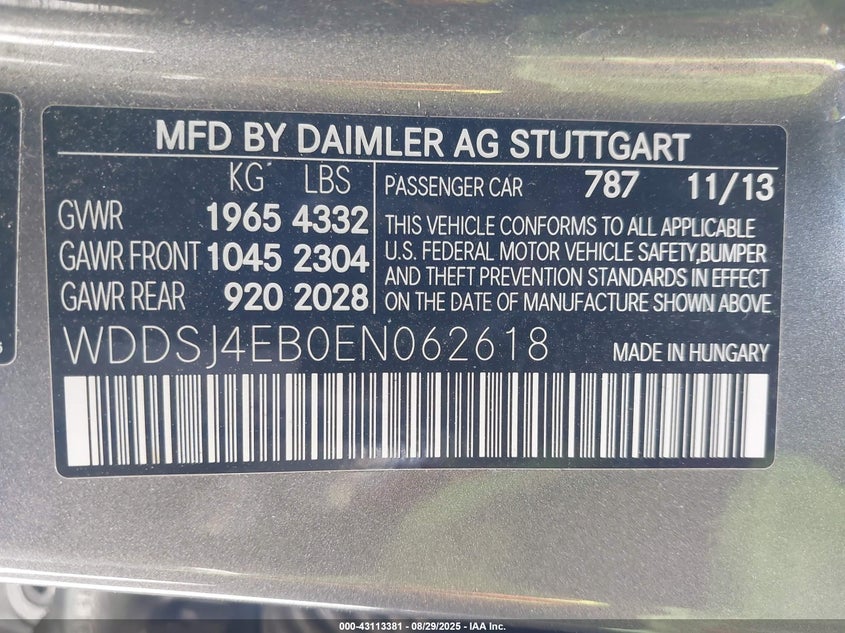 MFD BY DAIMLER AG STUTTGART
KG LBS
GVWR 1965 4332
GAWR FRONT 1045 2304
GAWR REAR 920 2028
PASSENGER CAR 787 11/13
THIS VEHICLE CONFORMS TO ALL APPLICABLE
U.S. FEDERAL MOTOR VEHICLE SAFETY,BUMPER
AND THEFT PREVENTION STANDARDS IN EFFECT
ON THE DATE OF MANUFACTURE SHOWN ABOVE
WDDSJ4EB0EN062618
MADE IN HUNGARY
000-43113381 - 08/29/2025 - IAA Inc.